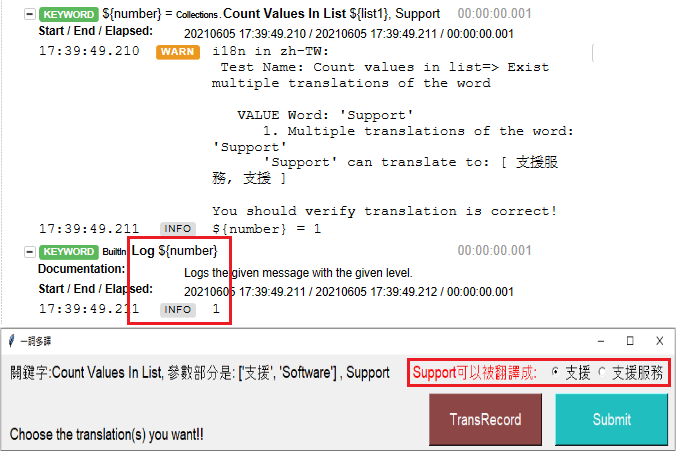 KEYWORD ${number} = Collections. Count Values In List ${list1}, Support 00:00:00.001
Start / End / Elapsed: 20210605 17:39:49.210 / 20210605 17:39:49.211 / 00:00:00.001
17:39:49.210 WARN i18n in zh-TW:
Test Name: Count values in list=> Exist
multiple translations of the word
VALUE Word: 'Support'
1. Multiple translations of the word:
'Support'
'Support' can translate to: [ 支援服
務, 支援 ]
You should verify translation is correct!
17:39:49.211 INFO ${number} = 1
KEYWORD BuiltIn Log ${number} 00:00:00.001
Documentation:
Logs the given message with the given level.
Start / End / Elapsed: 20210605 17:39:49.211 / 20210605 17:39:49.212 / 00:00:00.001
17:39:49.211 INFO 1
一詞多譯
關鍵字:Count Values In List, 參數部分是: ['支援', 'Software'] , Support Support可以被翻譯成: 支援 支援服務
TransRecord Submit
Choose the translation(s) you want!!